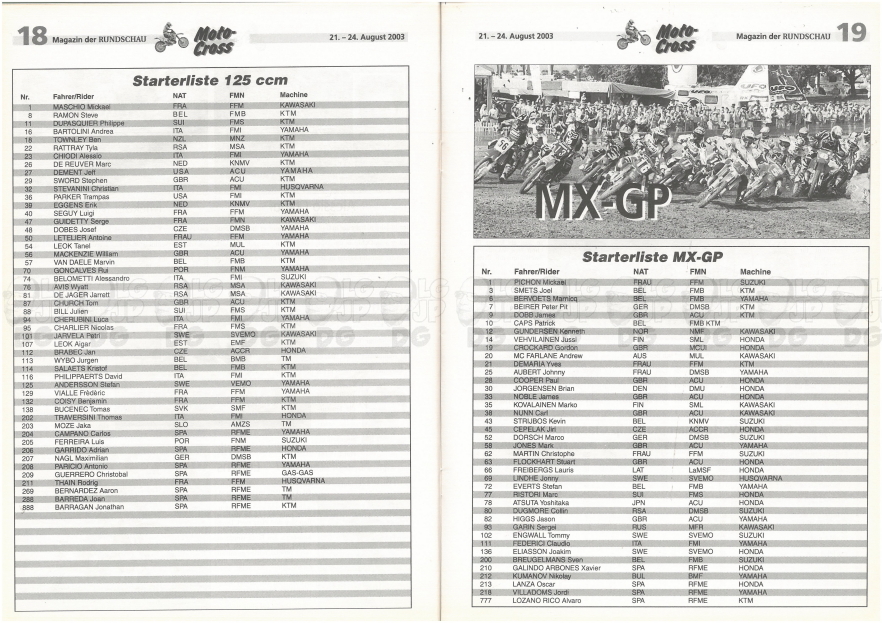 18 Magazin der RUNDSCHAU Moto-Cross 21. – 24. August 2003
Starterliste 125 ccm
Nr. Fahrer/Rider NAT FMN Machine
1 MASCHIO Mickael FRA FFM KAWASAKI
8 RAMON Steve BEL FMB KTM
11 DUPASQUIER Philippe SUI FMS KTM
16 BARTOLINI Andrea ITA FMI YAMAHA
18 TOWNLEY Ben NZL MNZ KTM
22 RATTRAY Tyla RSA MSA KTM
23 CHIODI Alessio ITA FMI YAMAHA
26 DE REUVER Marc NED KNMV KTM
27 DEMENT Jeff USA ACU YAMAHA
29 SWORD Stephen GBR ACU KTM
32 STEVANINI Christian ITA FMI HUSQVARNA
36 PARKER Trampas USA FMI KTM
39 EGGENS Erik NED KNMV KTM
40 SEGUY Luigi FRA FFM YAMAHA
47 GUIDETTY Serge FRA FMN KAWASAKI
48 DOBES Josef CZE DMSB YAMAHA
50 LETELIER Antoine FRAU FFM YAMAHA
54 LEOK Tanel EST MUL KTM
56 MACKENZIE William GBR ACU YAMAHA
57 VAN DAELE Marvin BEL FMB KTM
70 GONCALVES Rui POR FNM YAMAHA
74 BELOMETTI Alessandro ITA FMI SUZUKI
76 AVIS Wyatt RSA MSA KAWASAKI
81 DE JAGER Jarrett RSA MSA KAWASAKI
87 CHURCH Tom GBR ACU KTM
88 BILL Julien SUI FMS KTM
94 CHERUBINI Luca ITA FMI YAMAHA
95 CHARLIER Nicolas FRA FMS KTM
101 JARVELA Petri SWE SVEMO KAWASAKI
107 LEOK Aigar EST EMF KTM
112 BRABEC Jan CZE ACCR HONDA
113 WYBO Jurgen BEL BMB TM
114 SALAETS Kristof BEL FMB KTM
116 PHILIPPAERTS David ITA FMI KTM
125 ANDERSSON Stefan SWE VEMO YAMAHA
129 VIALLE Frédéric FRA FFM YAMAHA
132 COISY Benjamin FRA FFM KTM
138 BUCENEC Tomas SVK SMF KTM
202 TRAVERSINI Thomas ITA FMI HONDA
203 MOZE Jaka SLO AMZS TM
204 CAMPANO Carlos SPA RFME YAMAHA
205 FERREIRA Luis POR FNM SUZUKI
206 GARRIDO Adrian SPA RFME HONDA
207 NAGL Maximilian GER DMSB KTM
208 PARICIO Antonio SPA RFME YAMAHA
209 GUERRERO Christobal SPA RFME GAS-GAS
211 THAIN Rodrig FRA FFM HUSQVARNA
269 BERNARDEZ Aaron SPA RFME TM
288 BARREDA Joan SPA RFME TM
888 BARRAGAN Jonathan SPA RFME KTM
21. – 24. August 2003 Moto-Cross Magazin der RUNDSCHAU 19
MX-GP
Starterliste MX-GP
Nr. Fahrer/Rider NAT FMN Machine
1 PICHON Mickael FRAU FFM SUZUKI
3 SMETS Joel BEL FMB KTM
6 BERVOETS Marnicq BEL FMB YAMAHA
7 BEIRER Peter Pit GER DMSB KTM
9 DOBB James GBR ACU KTM
10 CAPS Patrick BEL FMB KTM
12 GUNDERSEN Kenneth NOR NMF KAWASAKI
14 VEHVILAINEN Jussi FIN SML HONDA
19 CROCKARD Gordon GBR MCUI HONDA
20 MC FARLANE Andrew AUS MUL KAWASAKI
21 DEMARIA Yves FRAU FFM KTM
25 AUBERT Johnny FRAU DMSB YAMAHA
28 COOPER Paul GBR ACU HONDA
30 JORGENSEN Brian DEN DMU HONDA
33 NOBLE James GBR ACU HONDA
35 KOVALAINEN Marko FIN SML KAWASAKI
38 NUNN Carl GBR ACU KAWASAKI
43 STRUBOS Kevin BEL KNMV SUZUKI
45 CEPELAK Jiri CZE ACCR HONDA
52 DORSCH Marco GER DMSB SUZUKI
58 JONES Mark GBR ACU YAMAHA
62 MARTIN Christophe FRAU FFM SUZUKI
63 FLOCKHART Stuart GBR ACU HONDA
66 FREIBERGS Lauris LAT LaMSF HONDA
69 LINDHE Jonny SWE SVEMO HUSQVARNA
72 EVERTS Stefan BEL FMB YAMAHA
77 RISTORI Marc SUI FMS HONDA
78 ATSUTA Yoshitaka JPN ACU HONDA
80 DUGMORE Collin RSA DMSB YAMAHA
82 HIGGS Jason GBR ACU YAMAHA
93 GARIN Sergei RUS MFR KAWASAKI
102 ENGWALL Tommy SWE SVEMO SUZUKI
111 FEDERICI Claudio ITA FMI YAMAHA
136 ELIASSON Joakim SWE SVEMO HONDA
200 BREUGELMANS Sven BEL FMB SUZUKI
210 GALINDO ARBONES Xavier SPA RFME HONDA
212 KUMANOV Nikolay BUL BMF YAMAHA
213 LANZA Oscar SPA RFME HONDA
218 VILLADOMS Jordi SPA RFME YAMAHA
777 LOZANO RICO Alvaro SPA RFME KTM